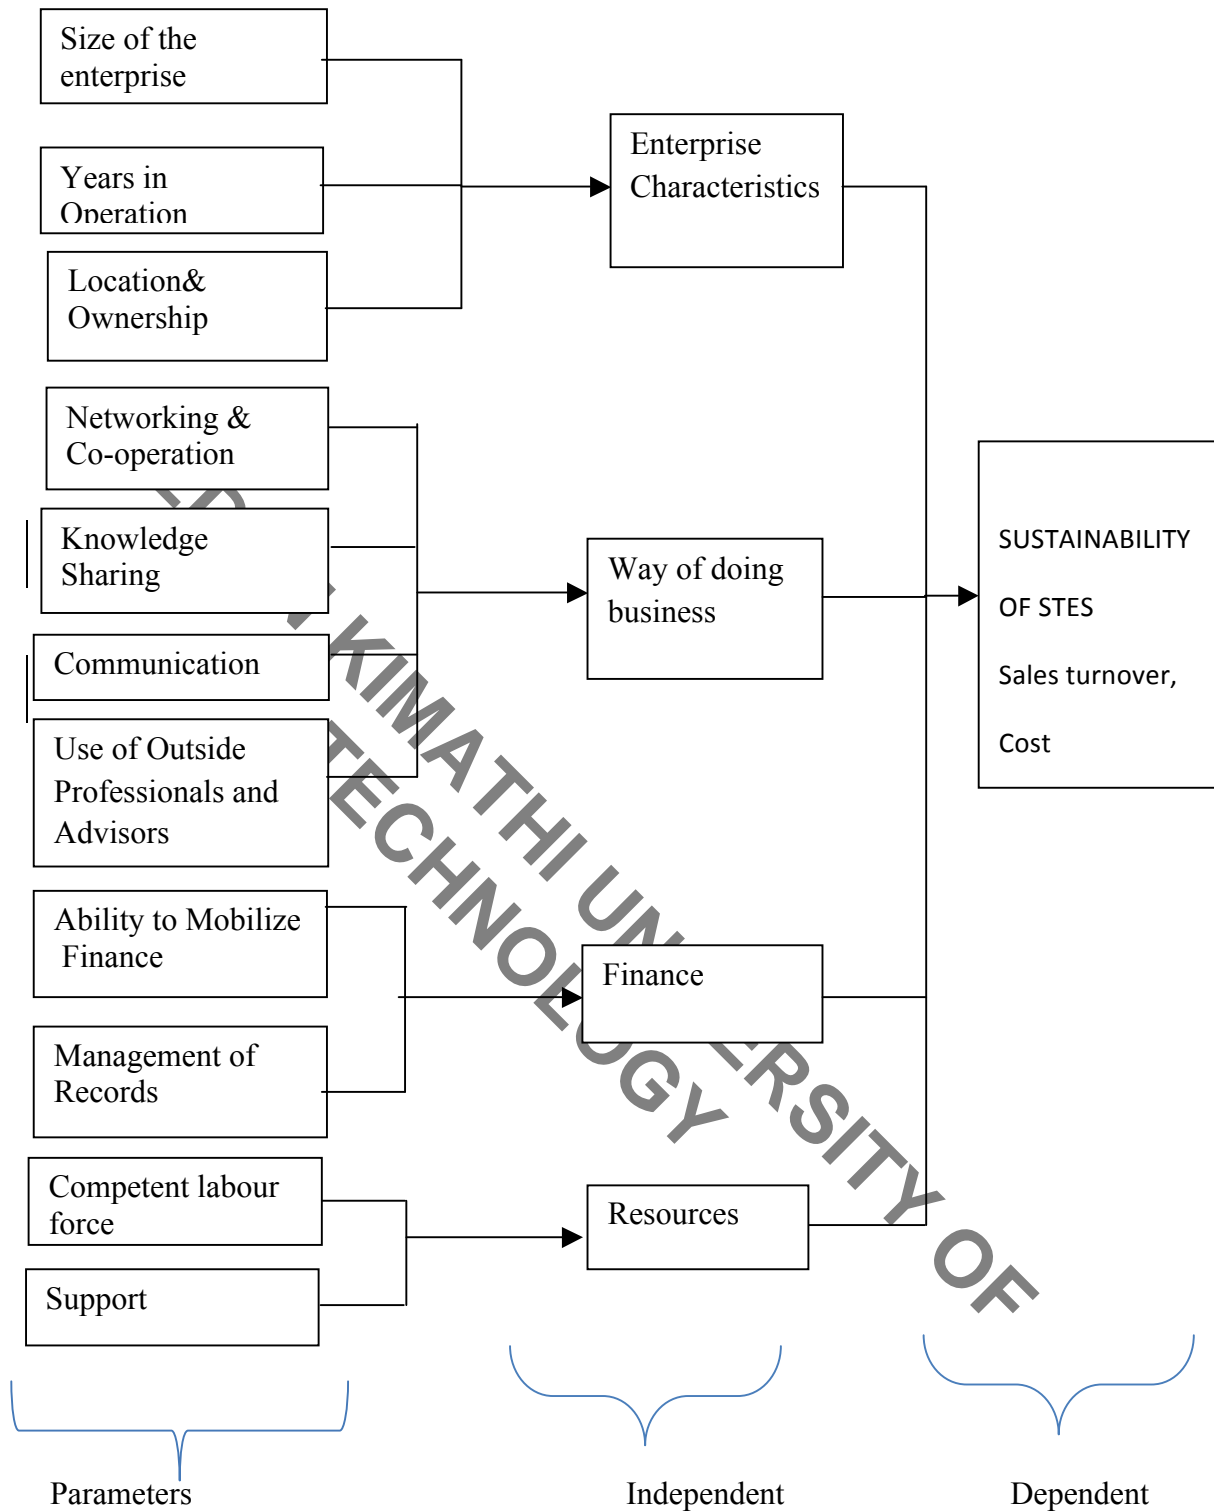 Size of the
enterprise
Years in
Operation
Location&
Ownership
Networking &
Co-operation
Knowledge
Sharing
Communication
Use of Outside
Professionals and
Advisors
Ability to Mobilize
Finance
Management of
Records
Competent labour
force
Support
Enterprise
Characteristics
Way of doing
business
Finance
Resources
SUSTAINABILITY
OF STES
Sales turnover,
Cost
Parameters
Independent
Dependent
KIMATHI UNIVERSITY OF
TECHNOLOGY